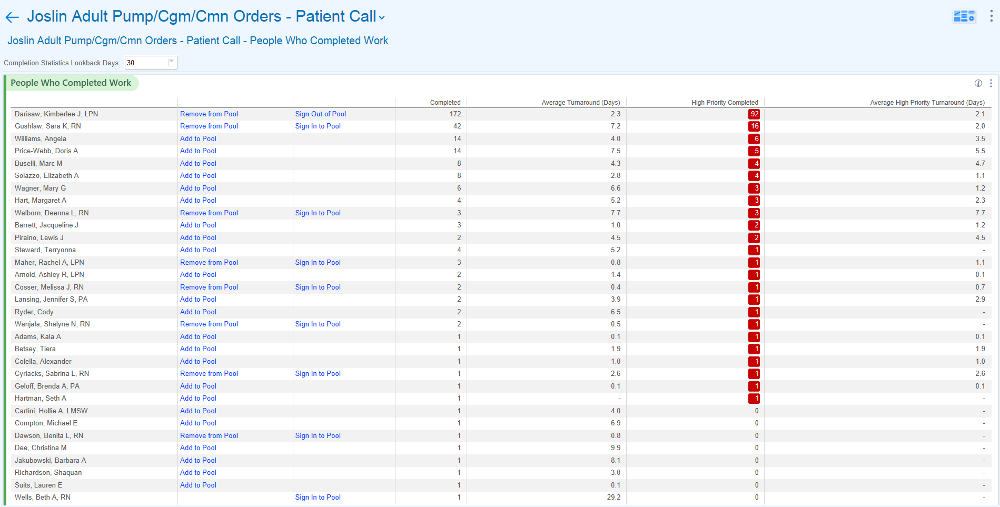 Joslin Adult Pump/Cgm/Cmn Orders - Patient Call
Joslin Adult Pump/Cgm/Cmn Orders - Patient Call - People Who Completed Work
Completion Statistics Lookback Days: 30
People Who Completed Work
Completed Average Turnaround (Days) High Priority Completed Average High Priority Turnaround (Days)
Darisaw, Kimberlee J, LPN Remove from Pool Sign Out of Pool 172 2.3 92 2.1
Gushlaw, Sara K, RN Remove from Pool Sign In to Pool 42 7.2 16 2.0
Williams, Angela Add to Pool 14 4.0 6 3.5
Price-Webb, Doris A Add to Pool 14 7.5 5 5.5
Buselli, Marc M Add to Pool 8 4.3 4 4.7
Solazzo, Elizabeth A Add to Pool 8 2.8 4 1.1
Wagner, Mary G Add to Pool 6 6.6 3 1.2
Hart, Margaret A Add to Pool 4 5.2 3 2.3
Walborn, Deanna L, RN Remove from Pool Sign In to Pool 3 7.7 3 7.7
Barrett, Jacqueline J Add to Pool 3 1.0 2 1.2
Piraino, Lewis J Add to Pool 2 4.5 2 4.5
Steward, Terryonna Add to Pool 4 5.2 1 -
Maher, Rachel A, LPN Remove from Pool Sign In to Pool 3 0.8 1 1.1
Arnold, Ashley R, LPN Add to Pool 2 1.4 1 0.1
Cosser, Melissa J, RN Remove from Pool Sign In to Pool 2 0.4 1 0.7
Lansing, Jennifer S, PA Add to Pool 2 3.9 1 2.9
Ryder, Cody Add to Pool 2 6.5 1 -
Wanjala, Shalyne N, RN Remove from Pool Sign In to Pool 2 0.5 1 -
Adams, Kala A Add to Pool 1 0.1 1 0.1
Betsey, Tiera Add to Pool 1 1.9 1 1.9
Colella, Alexander Add to Pool 1 1.0 1 1.0
Cyriacks, Sabrina L, RN Remove from Pool Sign In to Pool 1 2.6 1 2.6
Geloff, Brenda A, PA Add to Pool 1 0.1 1 0.1
Hartman, Seth A Add to Pool 1 - 1 -
Cartini, Hollie A, LMSW Add to Pool 1 4.0 0 -
Compton, Michael E Add to Pool 1 6.9 0 -
Dawson, Benita L, RN Remove from Pool Sign In to Pool 1 0.8 0 -
Dee, Christina M Add to Pool 1 9.9 0 -
Jakubowski, Barbara A Add to Pool 1 8.1 0 -
Richardson, Shaquan Add to Pool 1 3.0 0 -
Suits, Lauren E Add to Pool 1 0.1 0 -
Wells, Beth A, RN Sign In to Pool 1 29.2 0 -